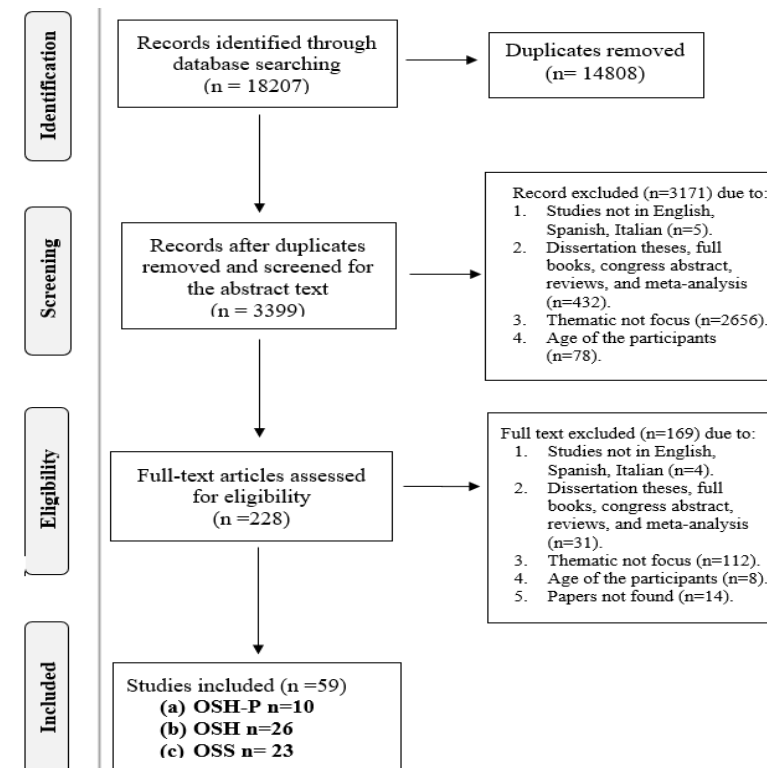 Identification
Records identified through
database searching
(n = 18207)
Duplicates removed
(n= 14808)
Screening
Records after duplicates
removed and screened for
the abstract text
(n = 3399)
Record excluded (n=3171) due to:
1. Studies not in English,
Spanish, Italian (n=5).
2. Dissertation theses, full
books, congress abstract,
reviews, and meta-analysis
(n=432).
3. Thematic not focus (n=2656).
4. Age of the participants
(n=78).
Eligibility
Full-text articles assessed
for eligibility
(n =228)
Full text excluded (n=169) due to:
1. Studies not in English,
Spanish, Italian (n=4).
2. Dissertation theses, full
books, congress abstract,
reviews, and meta-analysis
(n=31).
3. Thematic not focus (n=112).
4. Age of the participants (n=8).
5. Papers not found (n=14).
Included
Studies included (n =59)
(a) OSH-P n=10
(b) OSH n=26
(c) OSS n= 23